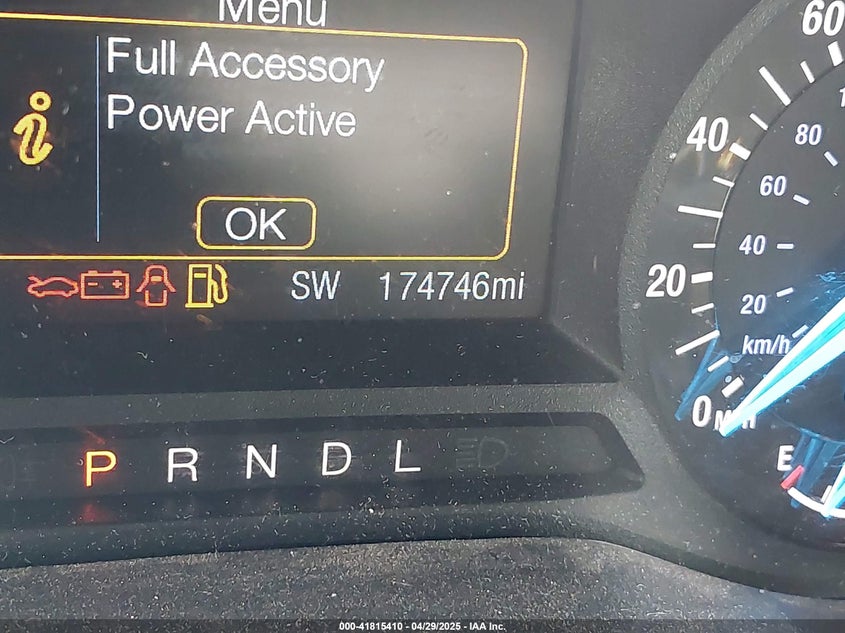 Menu
Full Accessory
Power Active
OK
SW 174746mi
P R N D L
60
40
20
0
80
60
40
20
km/h
E
000-41815410 - 04/29/2025 - IAA Inc.